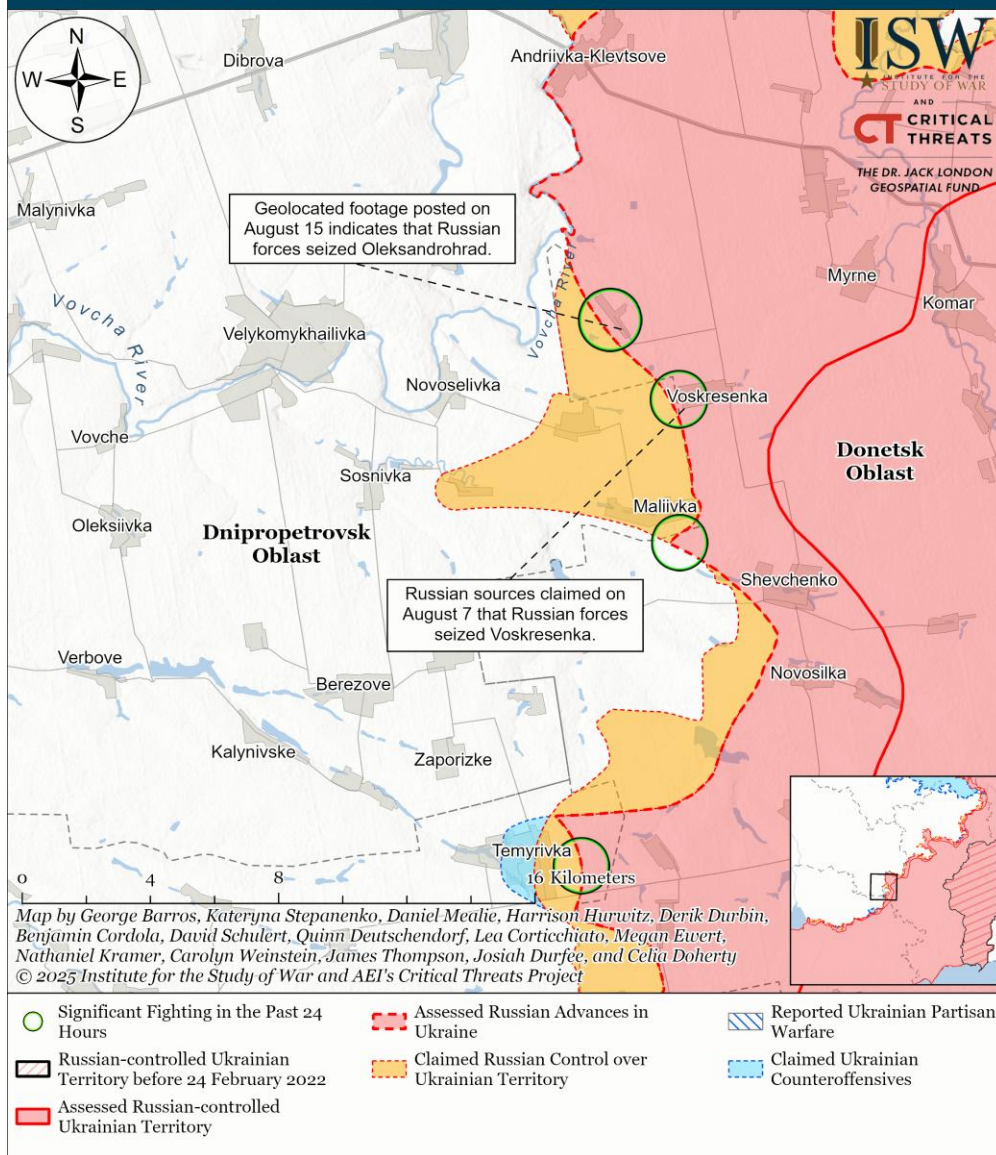 N
W E
S
ISW
INSTITUTE FOR THE
STUDY OF WAR
AND
CT CRITICAL
THREATS
THE DR. JACK LONDON
GEOSPATIAL FUND
Dibrova
Andriivka-Klevtsove
Malynivka
Geolocated footage posted on
August 15 indicates that Russian
forces seized Oleksandrohrad.
Myrne
Komar
Vovcha River
Vovcha River
Velykomykhailivka
Novoselivka
Voskresenka
Vovche
Donetsk
Oblast
Sosnivka
Maliivka
Oleksiivka
Dnipropetrovsk
Oblast
Shevchenko
Russian sources claimed on
August 7 that Russian forces
seized Voskresenka.
Verbove
Berezove
Novosilka
Kalynivske
Zaporizke
Temyrivka
0 4 8 16 Kilometers
Map by George Barros, Kateryna Stepanenko, Daniel Mealie, Harrison Hurwitz, Derik Durbin,
Benjamin Cordola, David Schulert, Quinn Deutschendorf, Lea Corticchiato, Megan Ewert,
Nathaniel Kramer, Carolyn Weinstein, James Thompson, Josiah Durfee, and Celia Doherty
© 2025 Institute for the Study of War and AEI's Critical Threats Project
Significant Fighting in the Past 24
Hours
Russian-controlled Ukrainian
Territory before 24 February 2022
Assessed Russian-controlled
Ukrainian Territory
Assessed Russian Advances in
Ukraine
Claimed Russian Control over
Ukrainian Territory
Reported Ukrainian Partisan
Warfare
Claimed Ukrainian
Counteroffensives